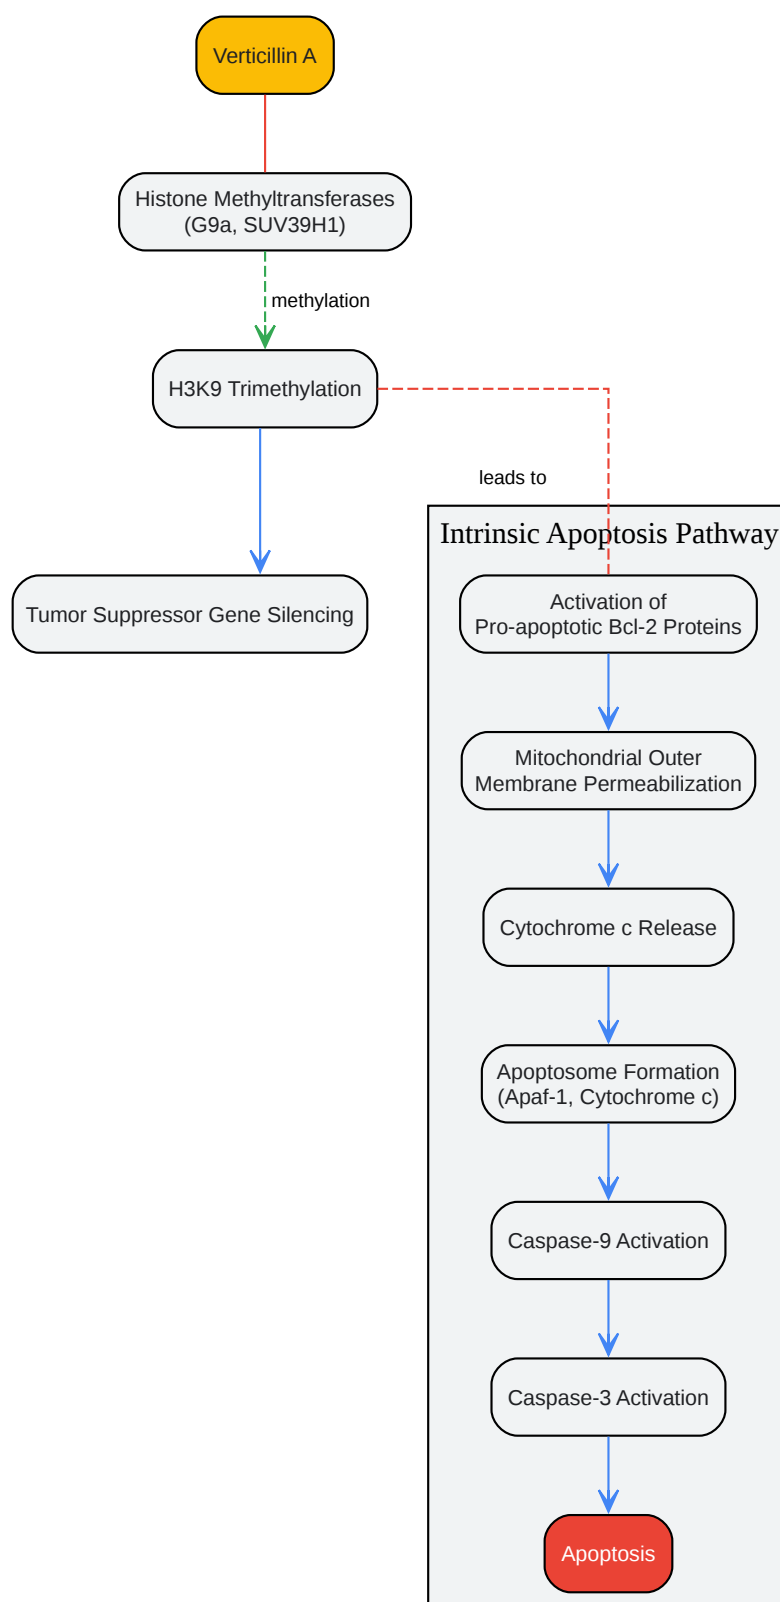 Verticillin A
Histone Methyltransferases
(G9a, SUV39H1)
methylation
H3K9 Trimethylation
leads to
Intrinsic Apoptosis Pathway
Tumor Suppressor Gene Silencing
Activation of
Pro-apoptotic Bcl-2 Proteins
Mitochondrial Outer
Membrane Permeabilization
Cytochrome c Release
Apoptosome Formation
(Apaf-1, Cytochrome c)
Caspase-9 Activation
Caspase-3 Activation
Apoptosis